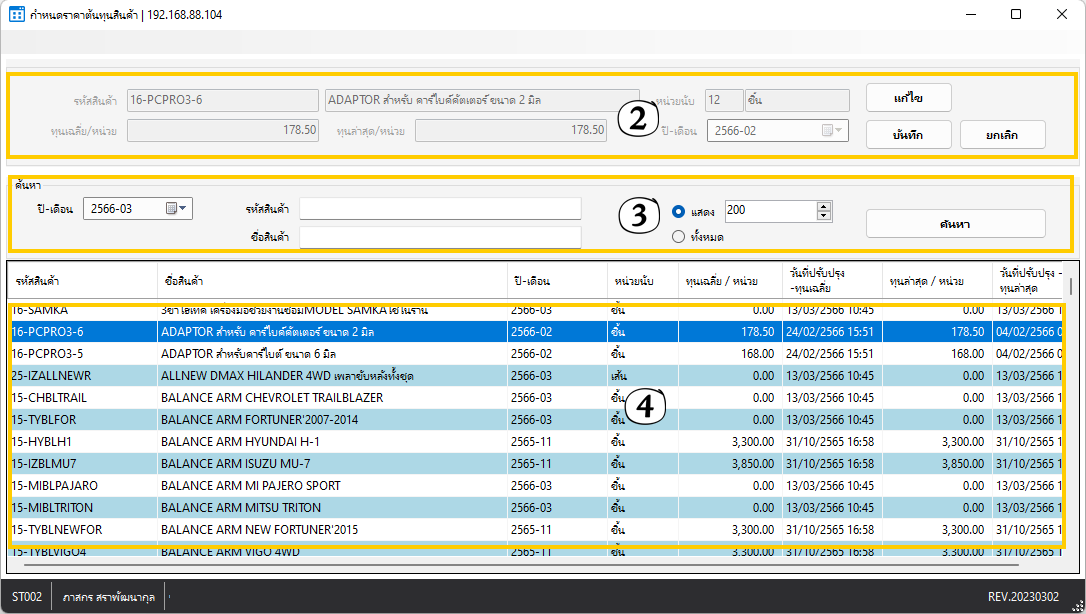 กำหนดราคาต้นทุนสินค้า | 192.168.88.104
รหัสสินค้า 16-PCPRO3-6 ADAPTOR สำหรับ คาร์ไบค์คัตเตอร์ ขนาด 2 มิล หน่วยนับ 12 ชิ้น แก้ไข
ทุนเฉลี่ย/หน่วย 178.50 ทุนล่าสุด/หน่วย 178.50 2 ปี-เดือน 2566-02 บันทึก ยกเลิก
ค้นหา
ปี-เดือน 2566-03 รหัสสินค้า 3 แสดง 200 ค้นหา
ชื่อสินค้า ทั้งหมด
รหัสสินค้า ชื่อสินค้า ปี-เดือน หน่วยนับ ทุนเฉลี่ย / หน่วย วันที่ปรับปรุง -ทุนเฉลี่ย ทุนล่าสุด / หน่วย วันที่ปรับปรุง - ทุนล่าสุด
16-SAMKA 2566-03 ชิ้น 0.00 13/03/2566 10:45 0.00 13/03/2566 1
16-PCPRO3-6 ADAPTOR สำหรับ คาร์ไบค์คัตเตอร์ ขนาด 2 มิล 2566-02 ชิ้น 178.50 24/02/2566 15:51 178.50 04/02/2566 0
16-PCPRO3-5 ADAPTOR สำหรับคาร์ไบต์ ขนาด 6 มิล 2566-02 ชิ้น 168.00 24/02/2566 15:51 168.00 04/02/2566 0
25-IZALLNEWR ALLNEW DMAX HILANDER 4WD เพลาขับหลังทั้งชุด 2566-03 เส้น 0.00 13/03/2566 10:45 0.00 13/03/2566 1
15-CHBLTRAIL BALANCE ARM CHEVROLET TRAILBLAZER 2566-03 ชิ้น 0.00 13/03/2566 10:45 0.00 13/03/2566 1
15-TYBLFOR BALANCE ARM FORTUNER'2007-2014 2566-03 ชิ้น 4 0.00 13/03/2566 10:45 0.00 13/03/2566 1
15-HYBLH1 BALANCE ARM HYUNDAI H-1 2565-11 ชิ้น 3,300.00 31/10/2565 16:58 3,300.00 31/10/2565 1
15-IZBLMU7 BALANCE ARM ISUZU MU-7 2565-11 ชิ้น 3,850.00 31/10/2565 16:58 3,850.00 31/10/2565 1
15-MIBLPAJARO BALANCE ARM MI PAJERO SPORT 2566-03 ชิ้น 0.00 13/03/2566 10:45 0.00 13/03/2566 1
15-MIBLTRITON BALANCE ARM MITSU TRITON 2566-03 ชิ้น 0.00 13/03/2566 10:45 0.00 13/03/2566 1
15-TYBLNEWFOR BALANCE ARM NEW FORTUNER'2015 2565-11 ชิ้น 3,300.00 31/10/2565 16:58 3,300.00 31/10/2565 1
15-TYBLVIGO4 BALANCE ARM VIGO 4WD 2565-11 ชิ้น 3,300.00 31/10/2565 16:58 3,300.00 31/10/2565 1
ST002 ภาสกร สราพัฒนากุล REV.20230302